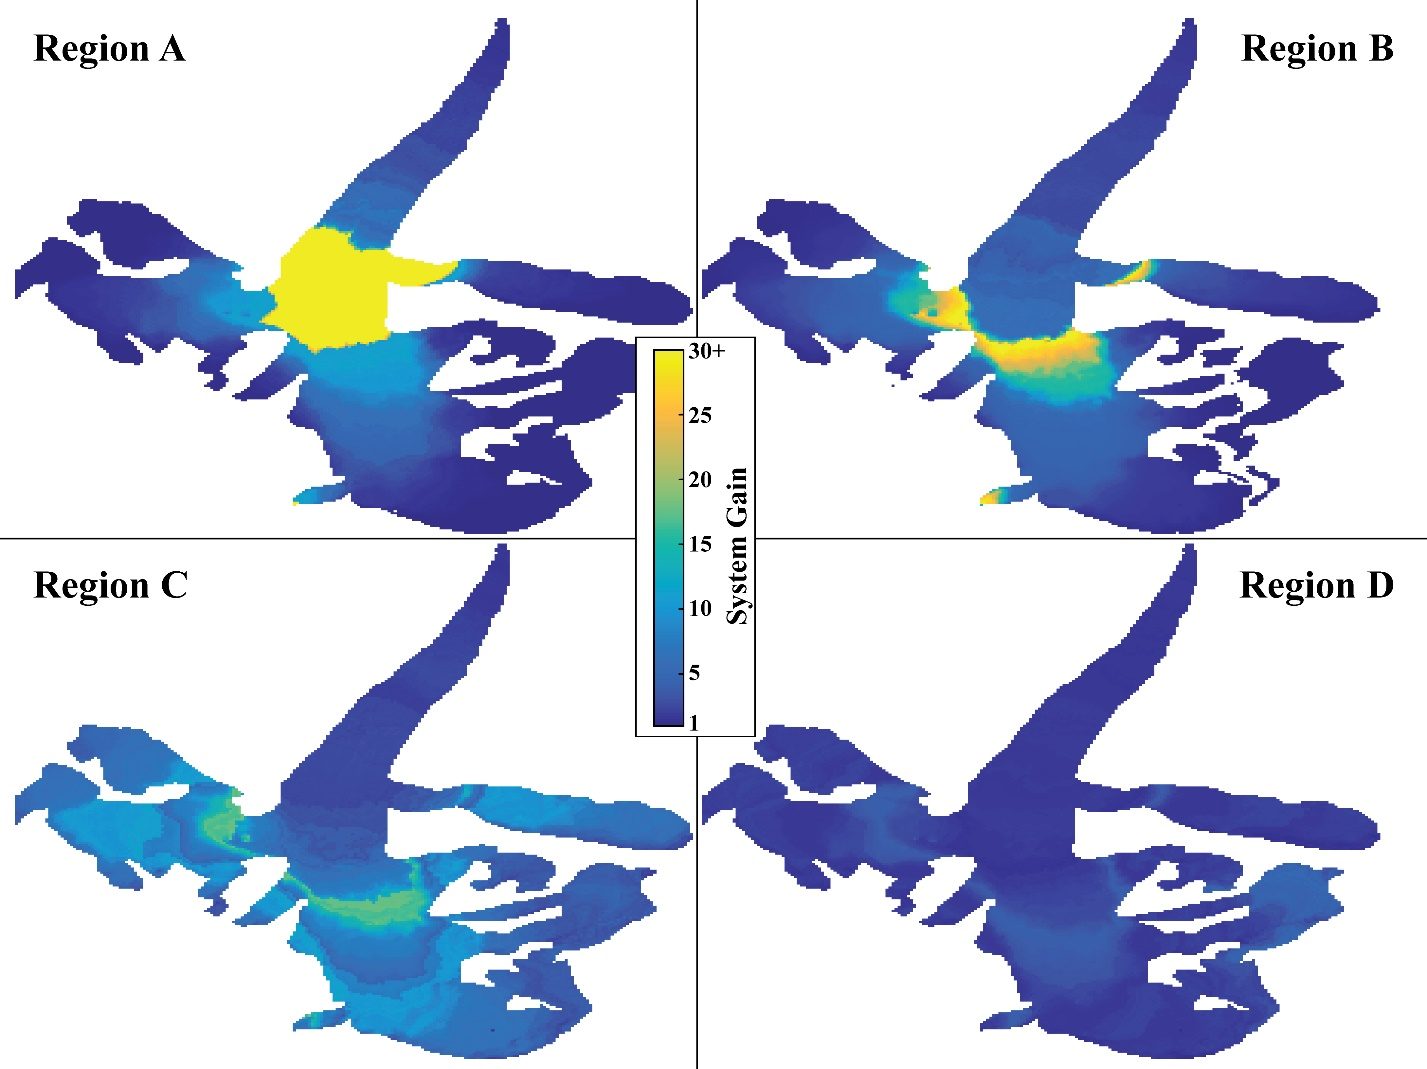 Region A
Region B
30+
25
20
15
10
5
1
System Gain
Region C
Region D